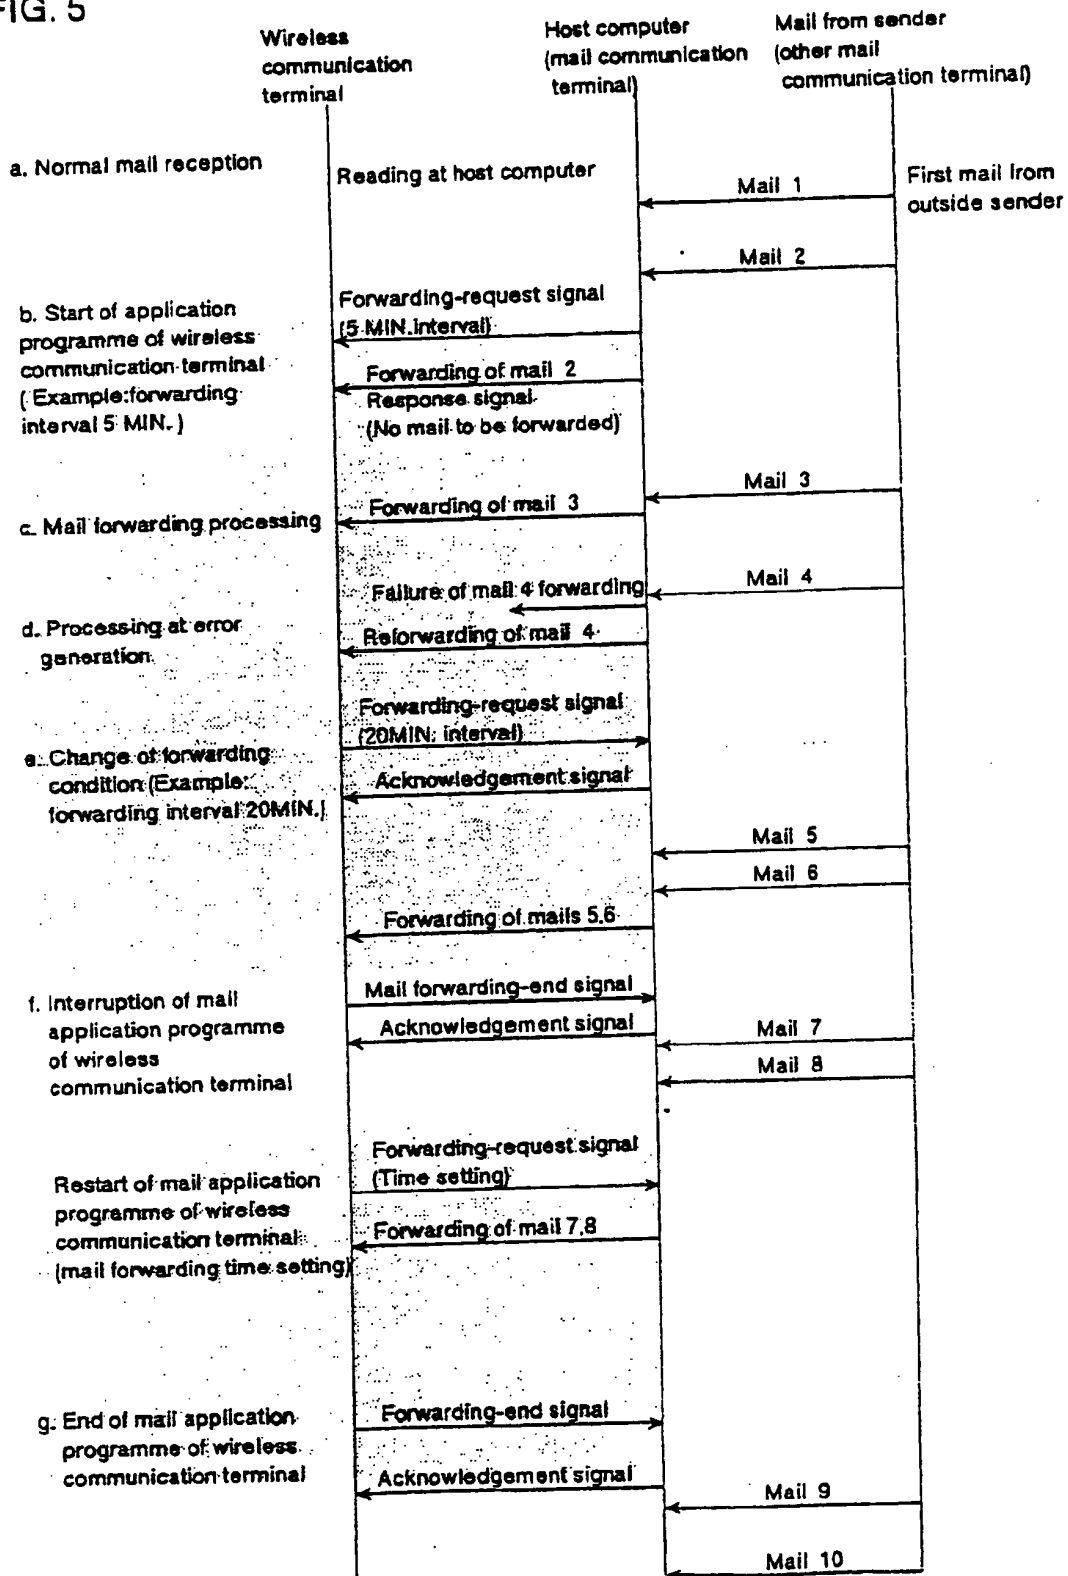 FIG. 5
Wireless
communication
terminal
Host computer
(mail communication
terminal)
Mail from sender
(other mail
communication terminal)
a. Normal mail reception
Reading at host computer
Mail 1
First mail from
outside sender
Mail 2
b. Start of application
programme of wireless
communication terminal
(Example:forwarding
interval 5 MIN.)
Forwarding-request signal
(5 MIN.interval)
Forwarding of mail 2
Response signal
(No mail to be forwarded)
Mail 3
c. Mail forwarding processing
Forwarding of mail 3
Mail 4
Failure of mail 4 forwarding
d. Processing at error
generation
Reforwarding of mail 4
Forwarding-request signal
(20MIN. interval)
e. Change of forwarding
condition (Example:
forwarding interval 20MIN.)
Acknowledgement signal
Mail 5
Mail 6
Forwarding of mails 5,6
f. Interruption of mail
application programme
of wireless
communication terminal
Mail forwarding-end signal
Acknowledgement signal
Mail 7
Mail 8
Restart of mail application
programme of wireless
communication terminal
(mail forwarding time setting)
Forwarding-request signal
(Time setting)
Forwarding of mail 7,8
g. End of mail application
programme of wireless
communication terminal
Forwarding-end signal
Acknowledgement signal
Mail 9
Mail 10